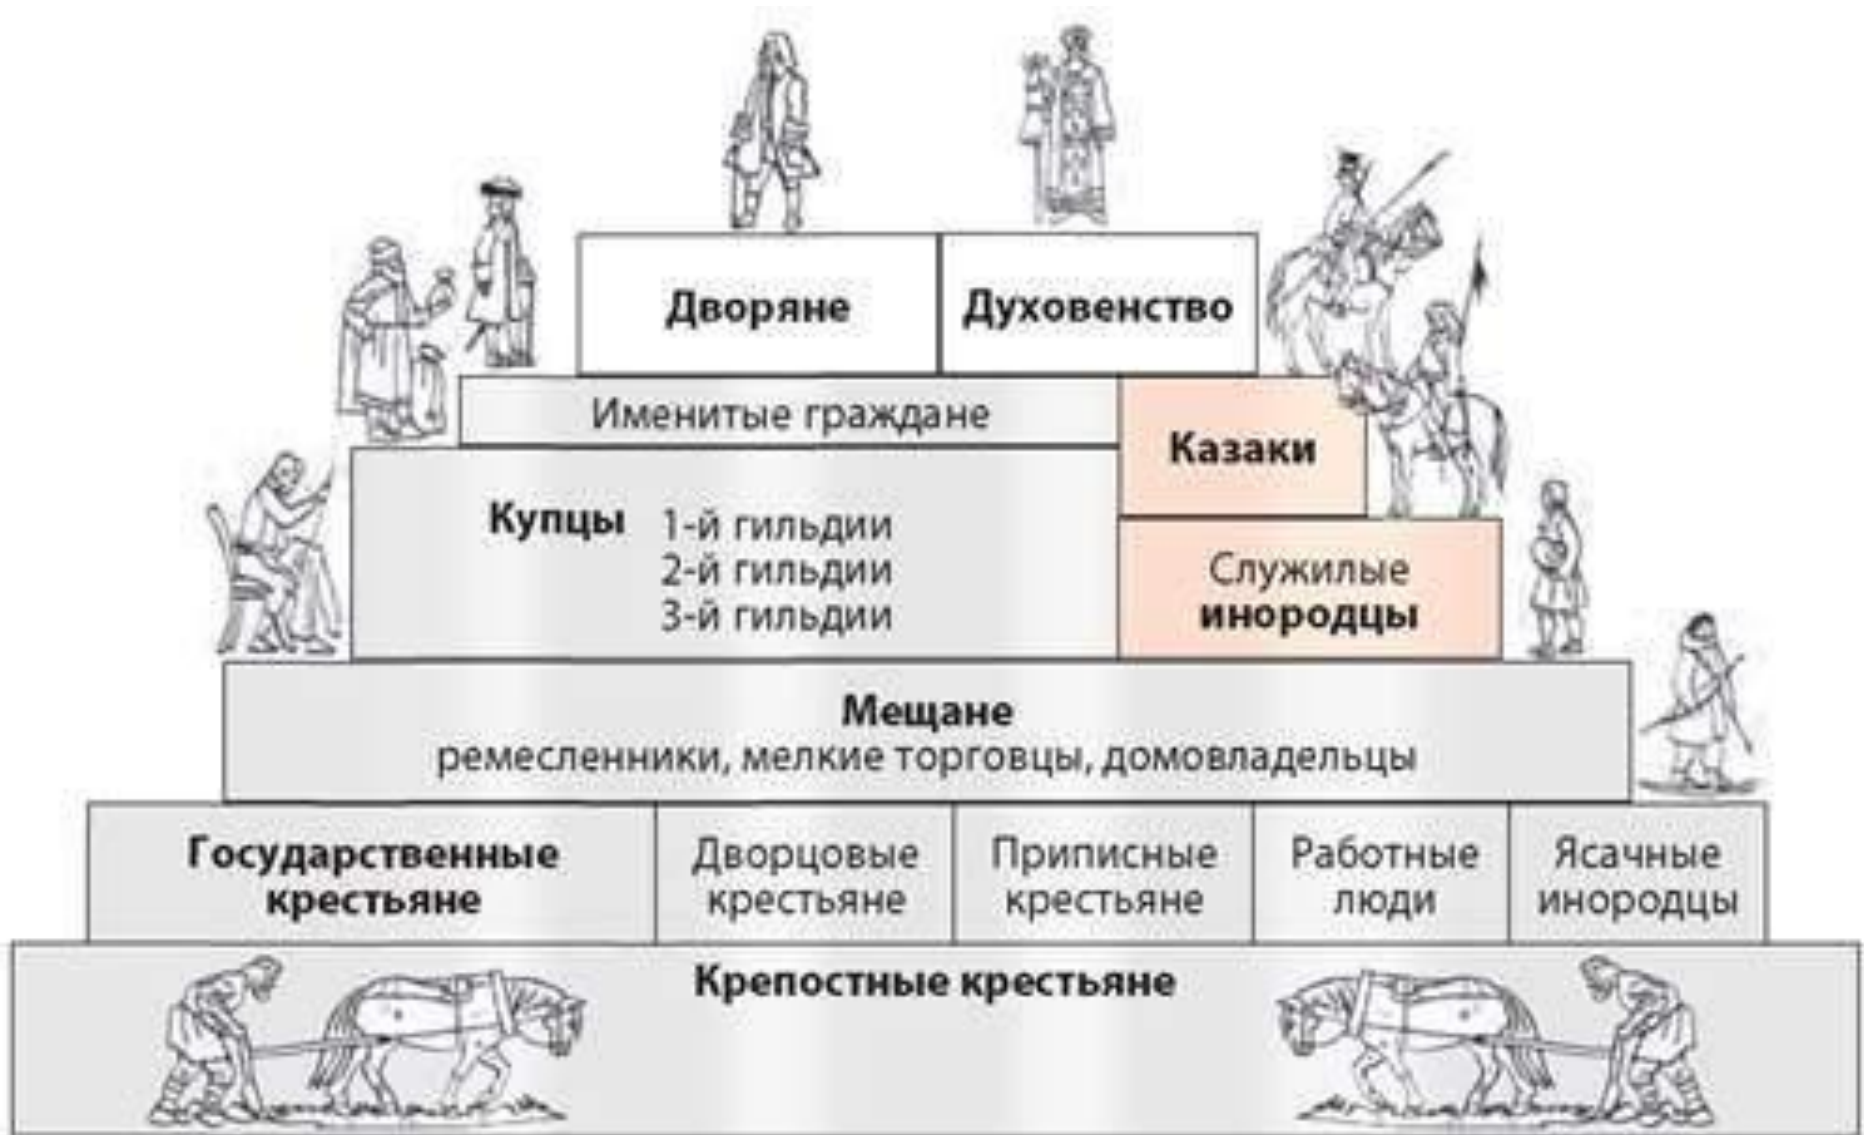 Дворяне
Духовенство
Именитые граждане
Казаки
Купцы 1-й гильдии
2-й гильдии
3-й гильдии
Служилые
инородцы
Мещане
ремесленники, мелкие торговцы, домовладельцы
Государственные
крестьяне
Дворцовые
крестьяне
Приписные
крестьяне
Работные
люди
Ясачные
инородцы
Крепостные крестьяне